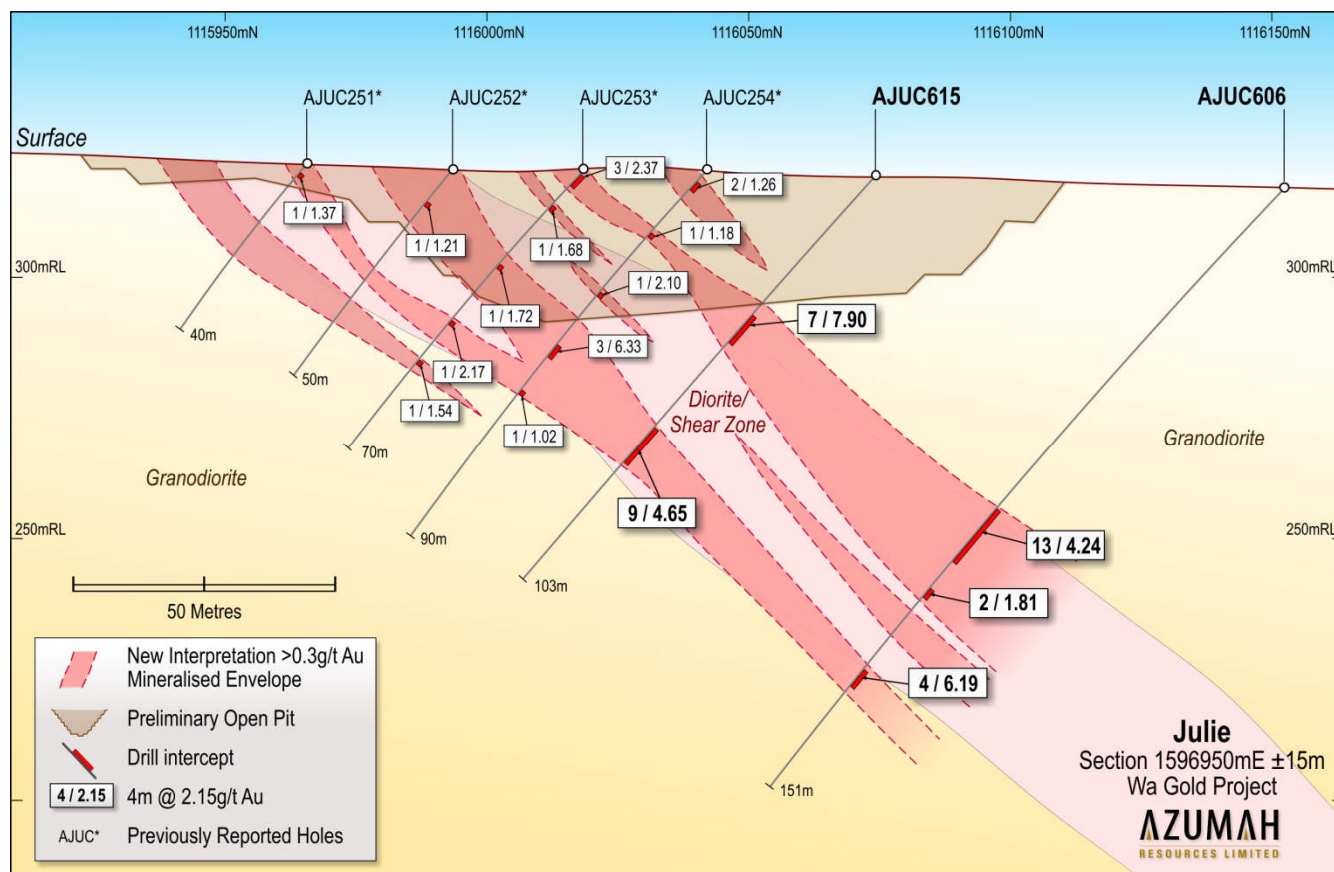 1115950mN
1116000mN
1116050mN
1116100mN
1116150mN
AJUC251*
AJUC252*
AJUC253*
AJUC254*
AJUC615
AJUC606
Surface
3 / 2.37
2 / 1.26
1 / 1.37
1 / 1.21
1 / 1.68
1 / 1.18
300mRL
300mRL
1 / 2.10
1 / 1.72
7 / 7.90
40m
3 / 6.33
1 / 2.17
50m
1 / 1.54
1 / 1.02
Diorite/
Shear Zone
70m
Granodiorite
Granodiorite
9 / 4.65
90m
250mRL
250mRL
13 / 4.24
103m
2 / 1.81
50 Metres
4 / 6.19
151m
New Interpretation >0.3g/t Au
Mineralised Envelope
Preliminary Open Pit
Drill intercept
4 / 2.15
4m @ 2.15g/t Au
AJUC*
Previously Reported Holes
Julie
Section 1596950mE ±15m
Wa Gold Project
AZUMAH
RESOURCES LIMITED